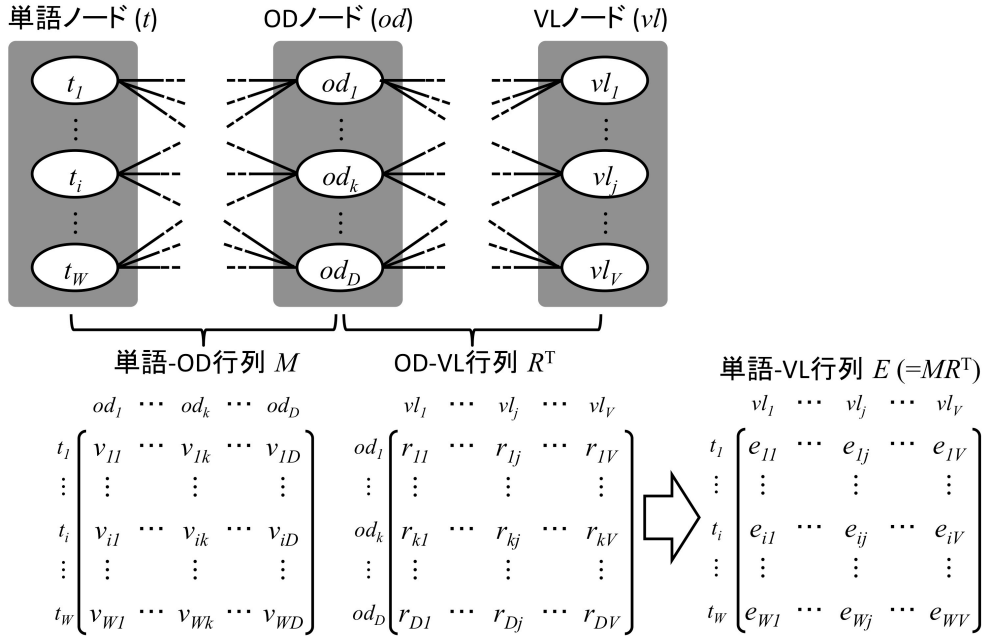 単語ノード (t) ODノード (od) VLノード (vl)
t1 od1 vl1
⋮ ⋮ ⋮
ti odk vlj
⋮ ⋮ ⋮
tW odD vlV
単語-OD行列 M OD-VL行列 R^T 単語-VL行列 E (=MR^T)
od1 ⋯ odk ⋯ odD vl1 ⋯ vlj ⋯ vlV vl1 ⋯ vlj ⋯ vlV
t1 v11 ⋯ v1k ⋯ v1D od1 r11 ⋯ r1j ⋯ r1V t1 e11 ⋯ e1j ⋯ e1V
⋮ ⋮ ⋮ ⋮ ⋮ ⋮ ⋮ ⋮ ⋮ ⋮ ⋮ ⋮
ti vi1 ⋯ vik ⋯ viD odk rk1 ⋯ rkj ⋯ rkV ti ei1 ⋯ eij ⋯ eiV
⋮ ⋮ ⋮ ⋮ ⋮ ⋮ ⋮ ⋮ ⋮ ⋮ ⋮ ⋮
tW vW1 ⋯ vWk ⋯ vWD odD rD1 ⋯ rDj ⋯ rDV tW eW1 ⋯ eWj ⋯ eWV